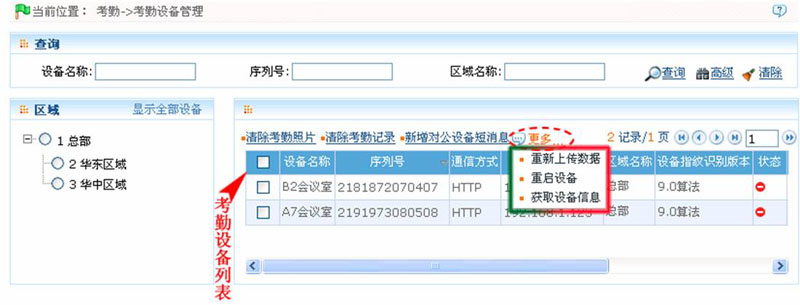 当前位置： 考勤->考勤设备管理
查询
设备名称: 序列号: 区域名称: 查询 高级 清除
区域 显示全部设备
1 总部
2 华东区域
3 华中区域
清除考勤照片 清除考勤记录 新增对公设备短消息 更多... 2 记录/1 页 1
重新上传数据
重启设备
获取设备信息
设备名称 序列号 通信方式 区域名称 设备指纹识别版本 状态
B2会议室 2181872070407 HTTP 总部 9.0算法
A7会议室 2191973080508 HTTP 192.168.1.125 总部 9.0算法
考勤设备列表